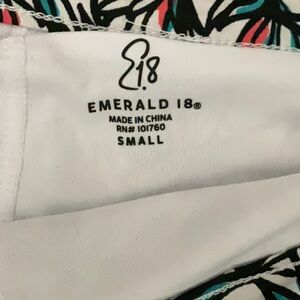 E18
EMERALD 18®
MADE IN CHINA
RN# 101760
SMALL